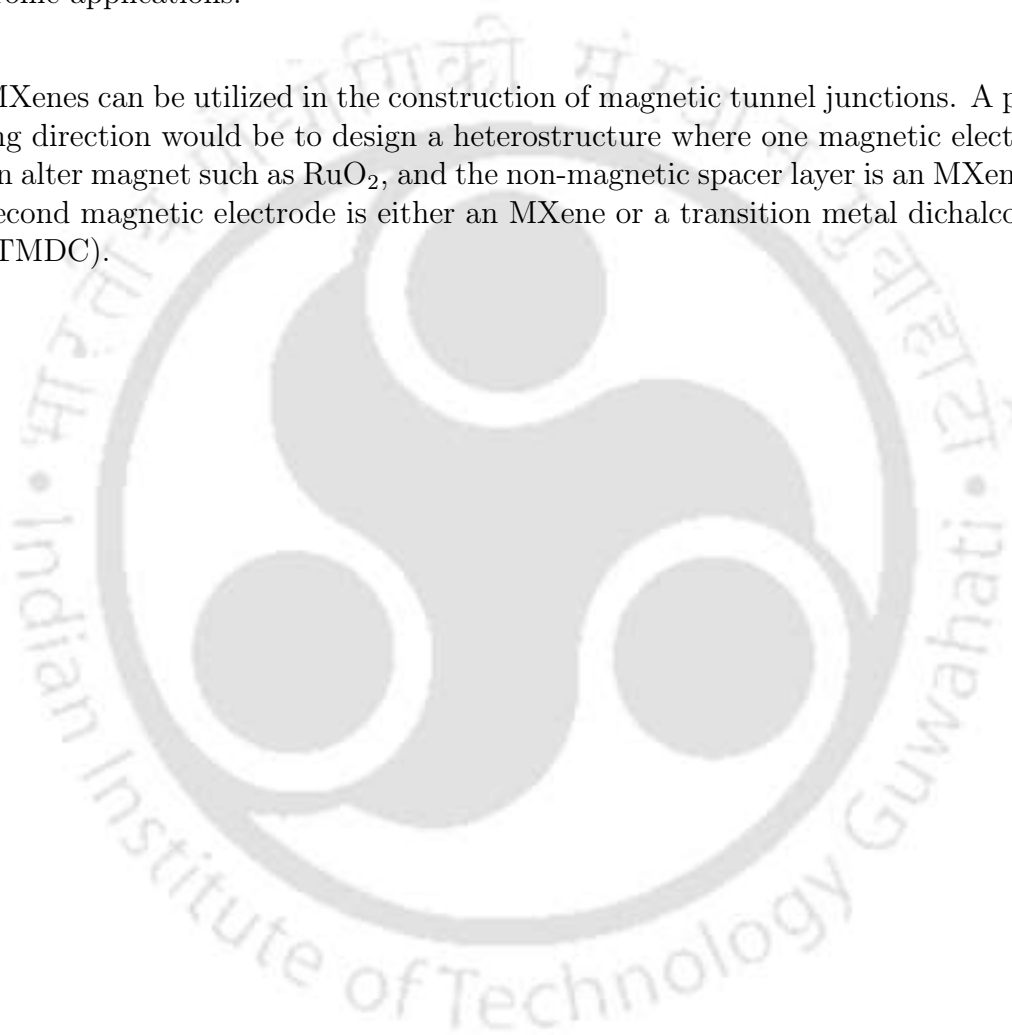 applications.
MXenes can be utilized in the construction of magnetic tunnel junctions. A p
ng direction would be to design a heterostructure where one magnetic elect
n alter magnet such as RuO₂, and the non-magnetic spacer layer is an MXen
econd magnetic electrode is either an MXene or a transition metal dichalco
TMDC).
गुवाहाटी
Indian Institute of Technology Guwahati